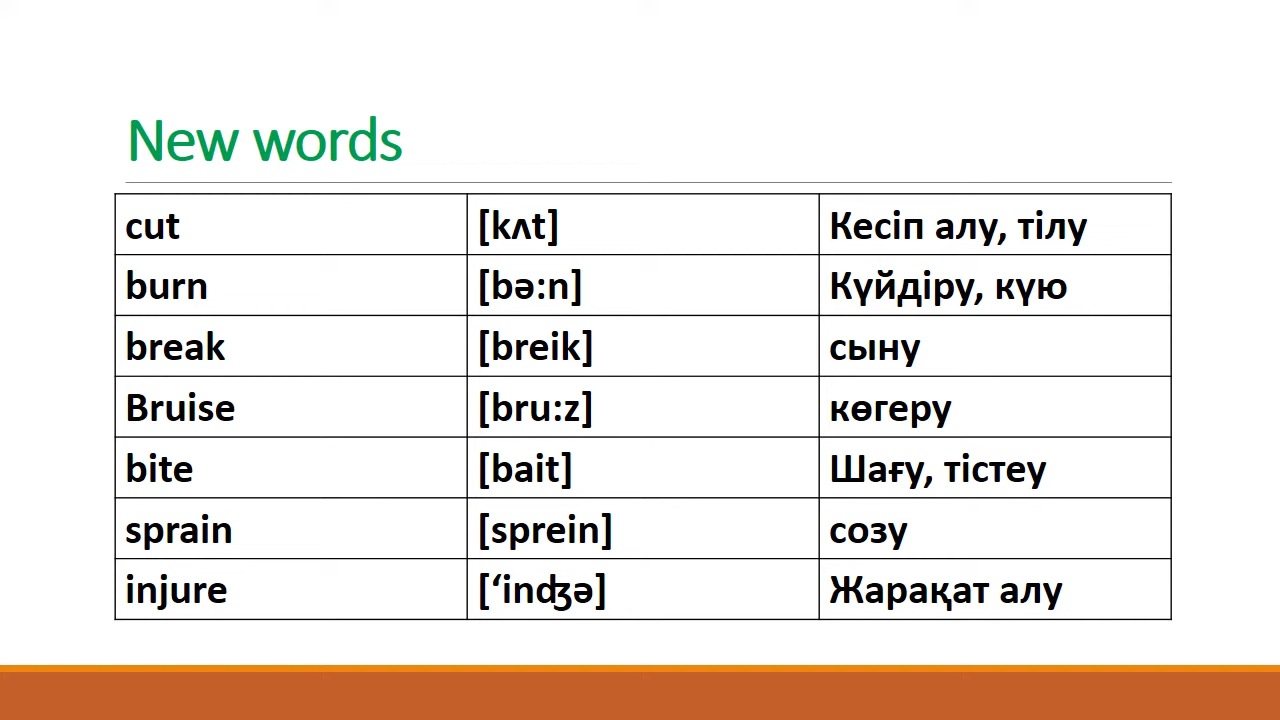 New words
cut [kʌt] Кесіп алу, тілу
burn [bə:n] Күйдіру, күю
break [breik] сыну
Bruise [bru:z] көгеру
bite [bait] Шағу, тістеу
sprain [sprein] созу
injure [‘inʤə] Жарақат алу